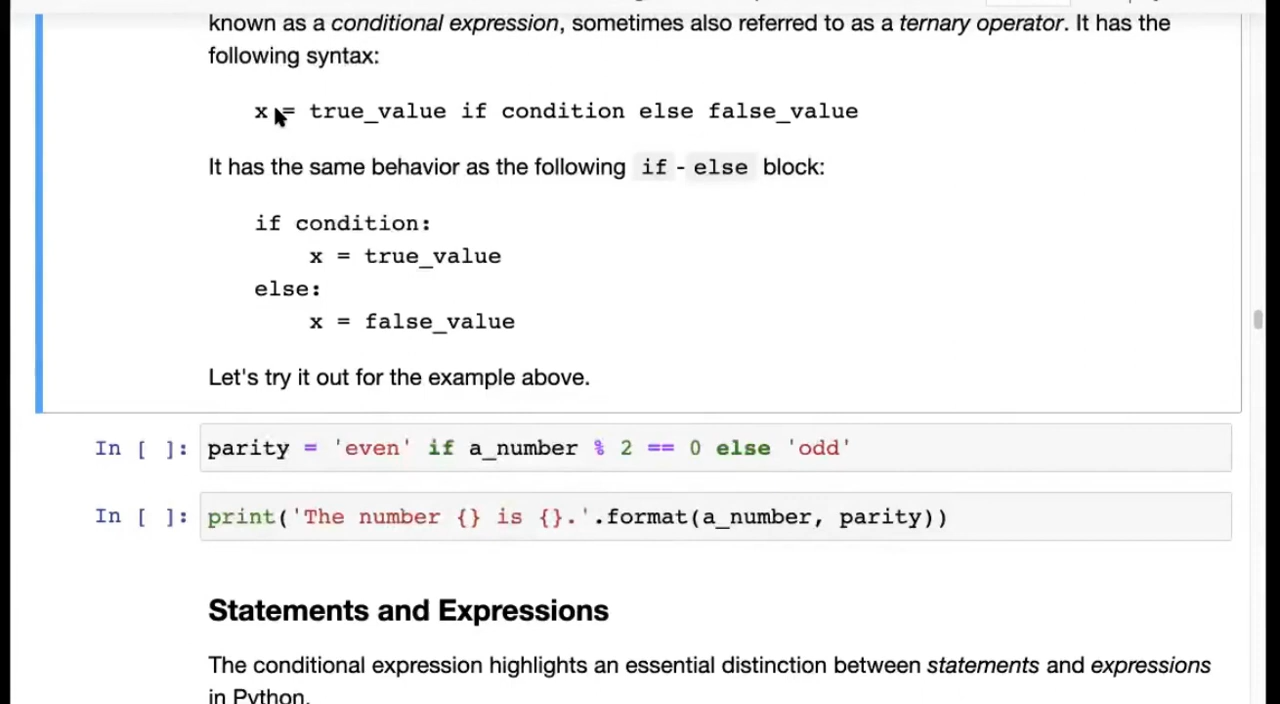 known as a conditional expression, sometimes also referred to as a ternary operator. It has the
following syntax:
x = true_value if condition else false_value
It has the same behavior as the following if - else block:
if condition:
x = true_value
else:
x = false_value
Let's try it out for the example above.
In [ ]: parity = 'even' if a_number % 2 == 0 else 'odd'
In [ ]: print('The number {} is {}.'.format(a_number, parity))
Statements and Expressions
The conditional expression highlights an essential distinction between statements and expressions
in Python.